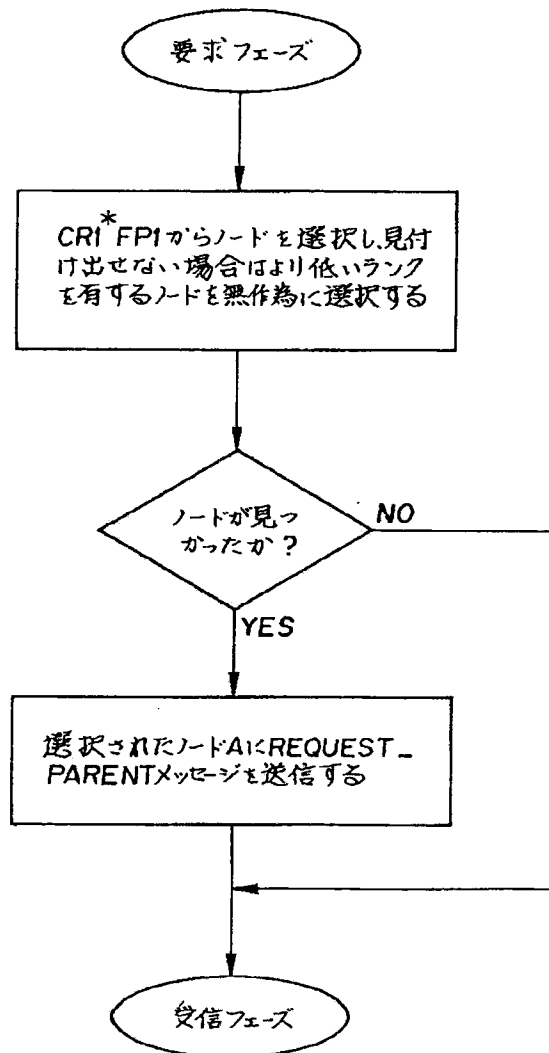 要求フェーズ
CR1*FP1からノードを選択し、見付
け出せない場合はより低いランク
を有するノードを無作為に選択する
ノードが見つ
かったか?
NO
YES
選択されたノードAにREQUEST_
PARENTメッセージを送信する
受信フェーズ